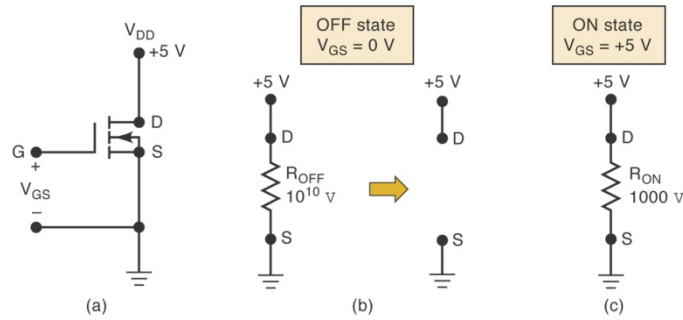 V_DD
+5 V
D
G
S
+
V_GS
–
(a)
OFF state
V_GS = 0 V
+5 V
D
R_OFF
10^10 V
S
+5 V
D
S
(b)
ON state
V_GS = +5 V
+5 V
D
R_ON
1000 V
S
(c)